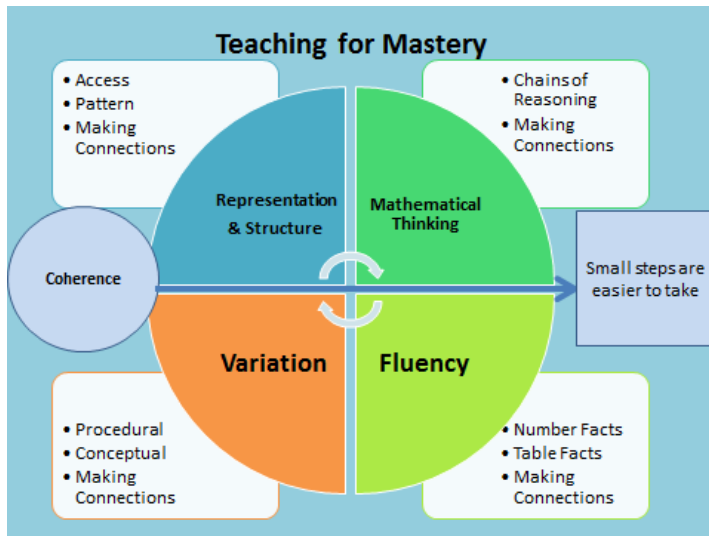 Teaching for Mastery
• Access
• Pattern
• Making
Connections
• Chains of
Reasoning
• Making
Connections
Representation
& Structure
Mathematical
Thinking
Coherence
Small steps are
easier to take
Variation
Fluency
• Procedural
• Conceptual
• Making
Connections
• Number Facts
• Table Facts
• Making
Connections